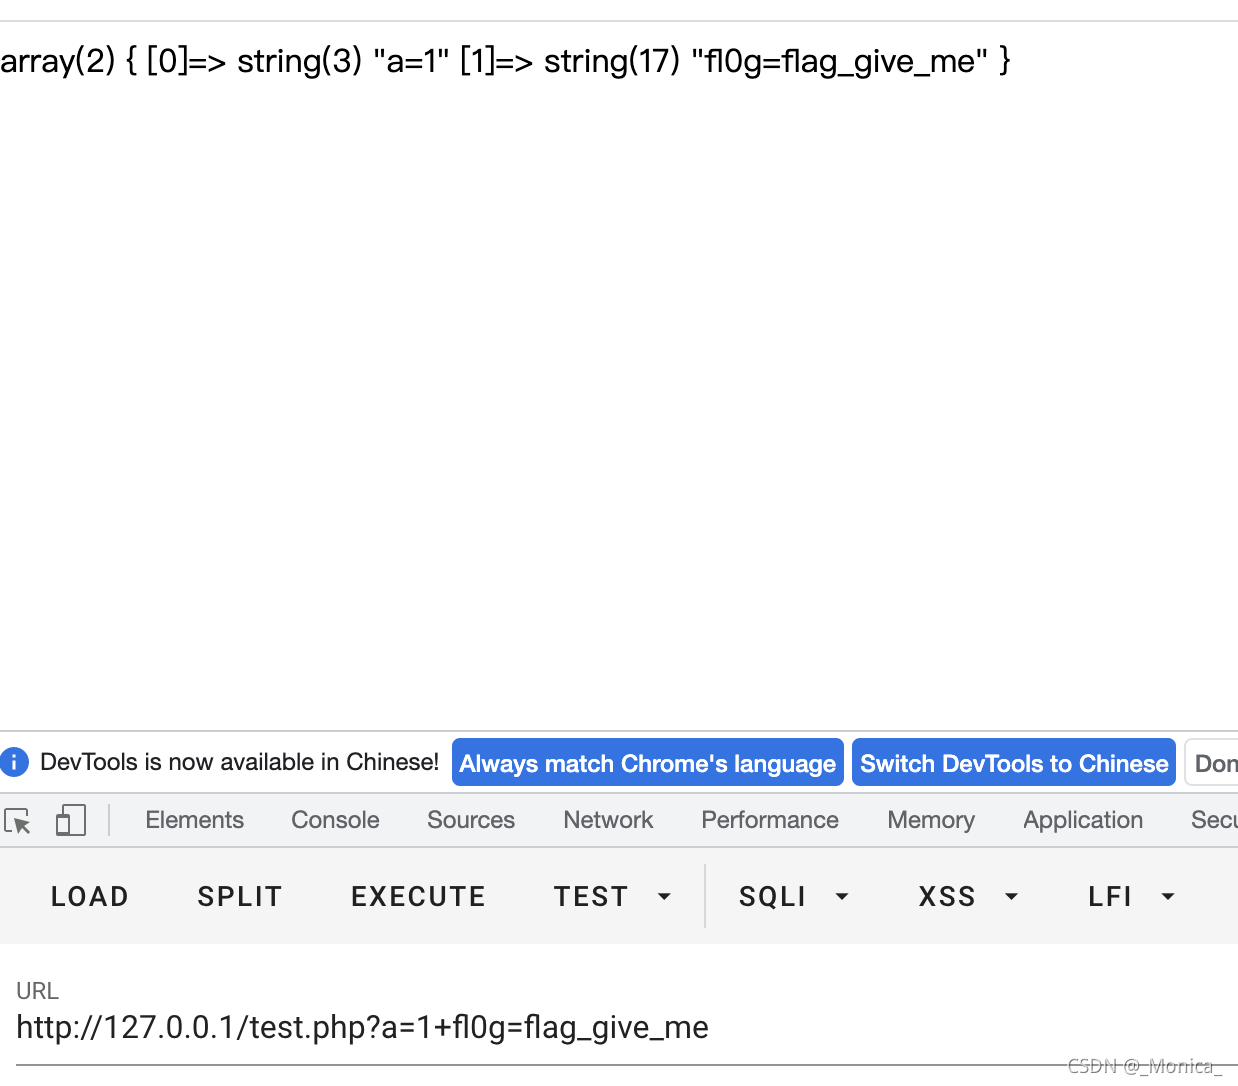 array(2) { [0]=> string(3) "a=1" [1]=> string(17) "fl0g=flag_give_me" }
DevTools is now available in Chinese! Always match Chrome's language Switch DevTools to Chinese Don
Elements Console Sources Network Performance Memory Application Secu
LOAD SPLIT EXECUTE TEST SQLI XSS LFI
URL
http://127.0.0.1/test.php?a=1+fl0g=flag_give_me
CSDN @_Monica_